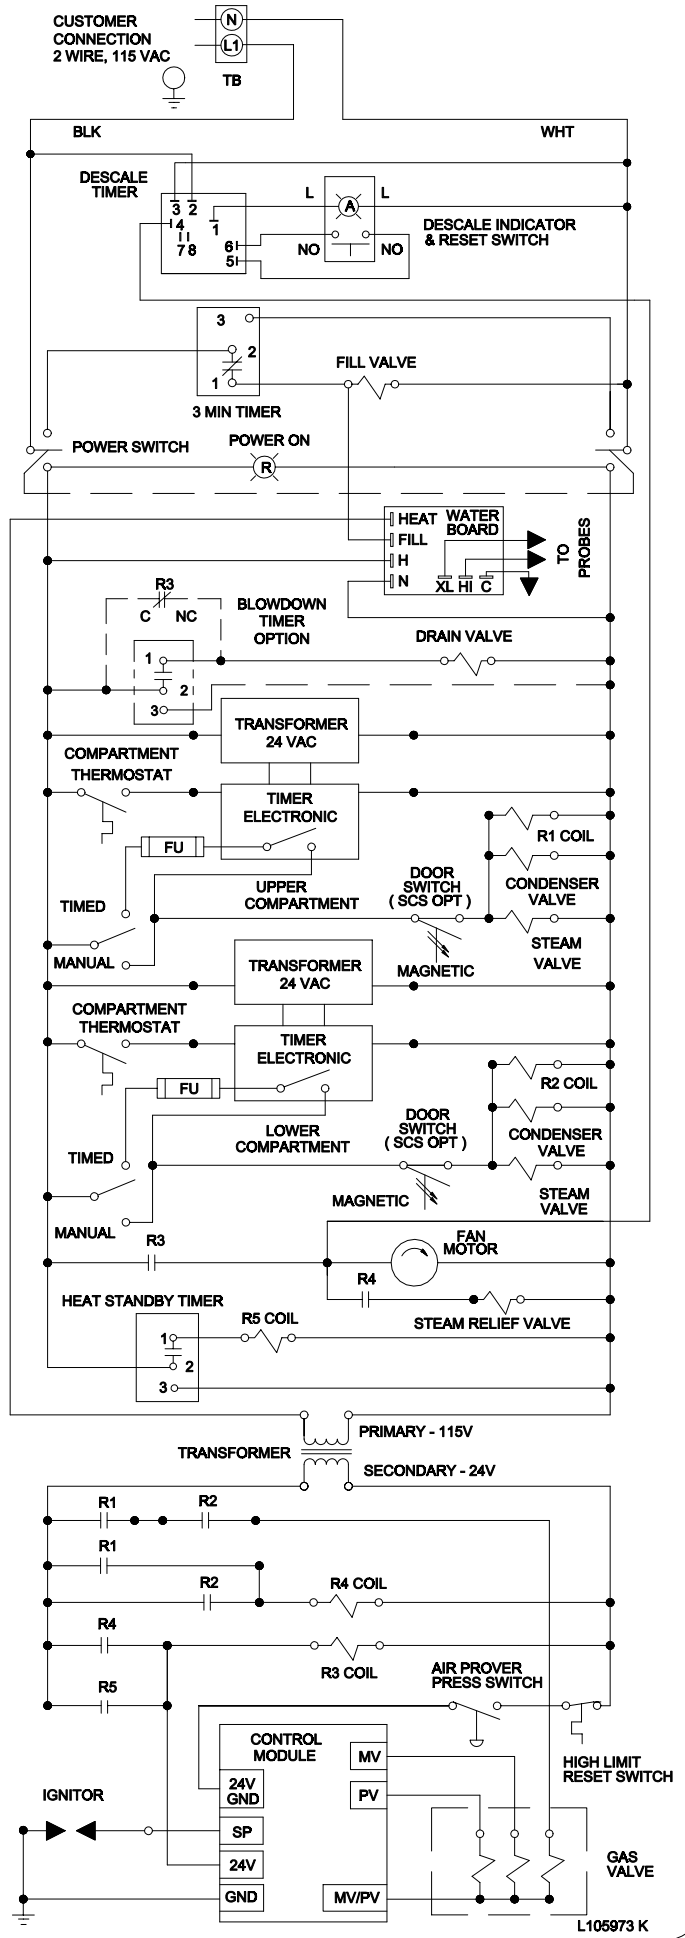 CUSTOMER
CONNECTION
2 WIRE, 115 VAC
N
L1
TB
BLK
WHT
DESCALE
TIMER
3 2
4
1
7 8
6
5
L
A
L
NO
NO
DESCALE INDICATOR
& RESET SWITCH
3
2
1
3 MIN TIMER
FILL VALVE
POWER SWITCH
POWER ON
R
HEAT
FILL
H
N
WATER
BOARD
XL HI C
TO
PROBES
R3
C NC
BLOWDOWN
TIMER
OPTION
1
2
3
DRAIN VALVE
TRANSFORMER
24 VAC
COMPARTMENT
THERMOSTAT
TIMER
ELECTRONIC
FU
R1 COIL
UPPER
COMPARTMENT
DOOR
SWITCH
( SCS OPT )
CONDENSER
VALVE
TIMED
MANUAL
MAGNETIC
STEAM
VALVE
TRANSFORMER
24 VAC
COMPARTMENT
THERMOSTAT
TIMER
ELECTRONIC
FU
R2 COIL
LOWER
COMPARTMENT
DOOR
SWITCH
( SCS OPT )
CONDENSER
VALVE
TIMED
MANUAL
MAGNETIC
STEAM
VALVE
R3
FAN
MOTOR
R4
STEAM RELIEF VALVE
HEAT STANDBY TIMER
1
2
3
R5 COIL
TRANSFORMER
PRIMARY - 115V
SECONDARY - 24V
R1
R2
R1
R2
R4 COIL
R4
R3 COIL
R5
AIR PROVER
PRESS SWITCH
HIGH LIMIT
RESET SWITCH
CONTROL
MODULE
MV
24V
GND
PV
IGNITOR
SP
24V
GND
MV/PV
GAS
VALVE
L105973 K